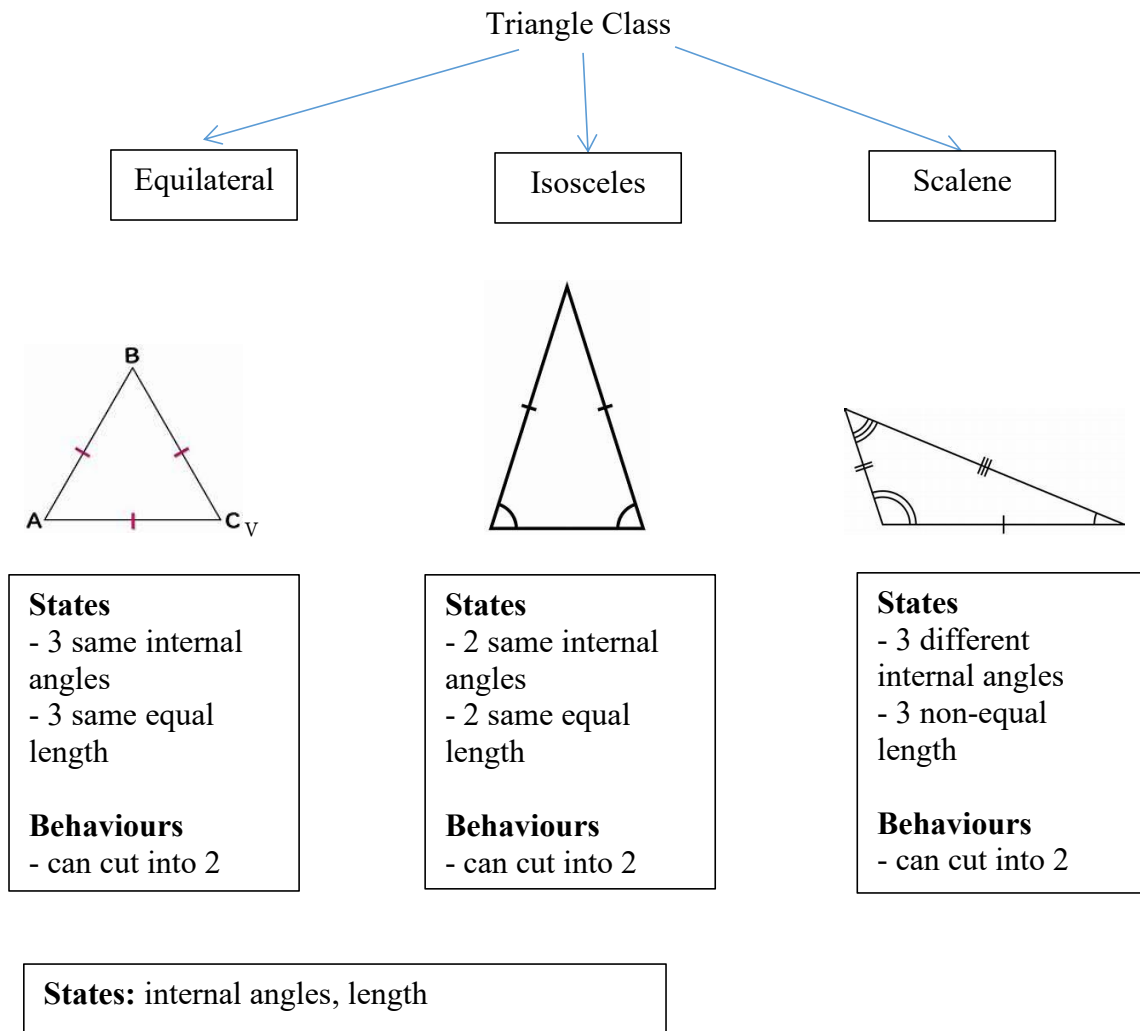 Triangle Class
Equilateral
Isosceles
Scalene
B
A
C
V
States
- 3 same internal
angles
- 3 same equal
length
Behaviours
- can cut into 2
States
- 2 same internal
angles
- 2 same equal
length
Behaviours
- can cut into 2
States
- 3 different
internal angles
- 3 non-equal
length
Behaviours
- can cut into 2
States: internal angles, length